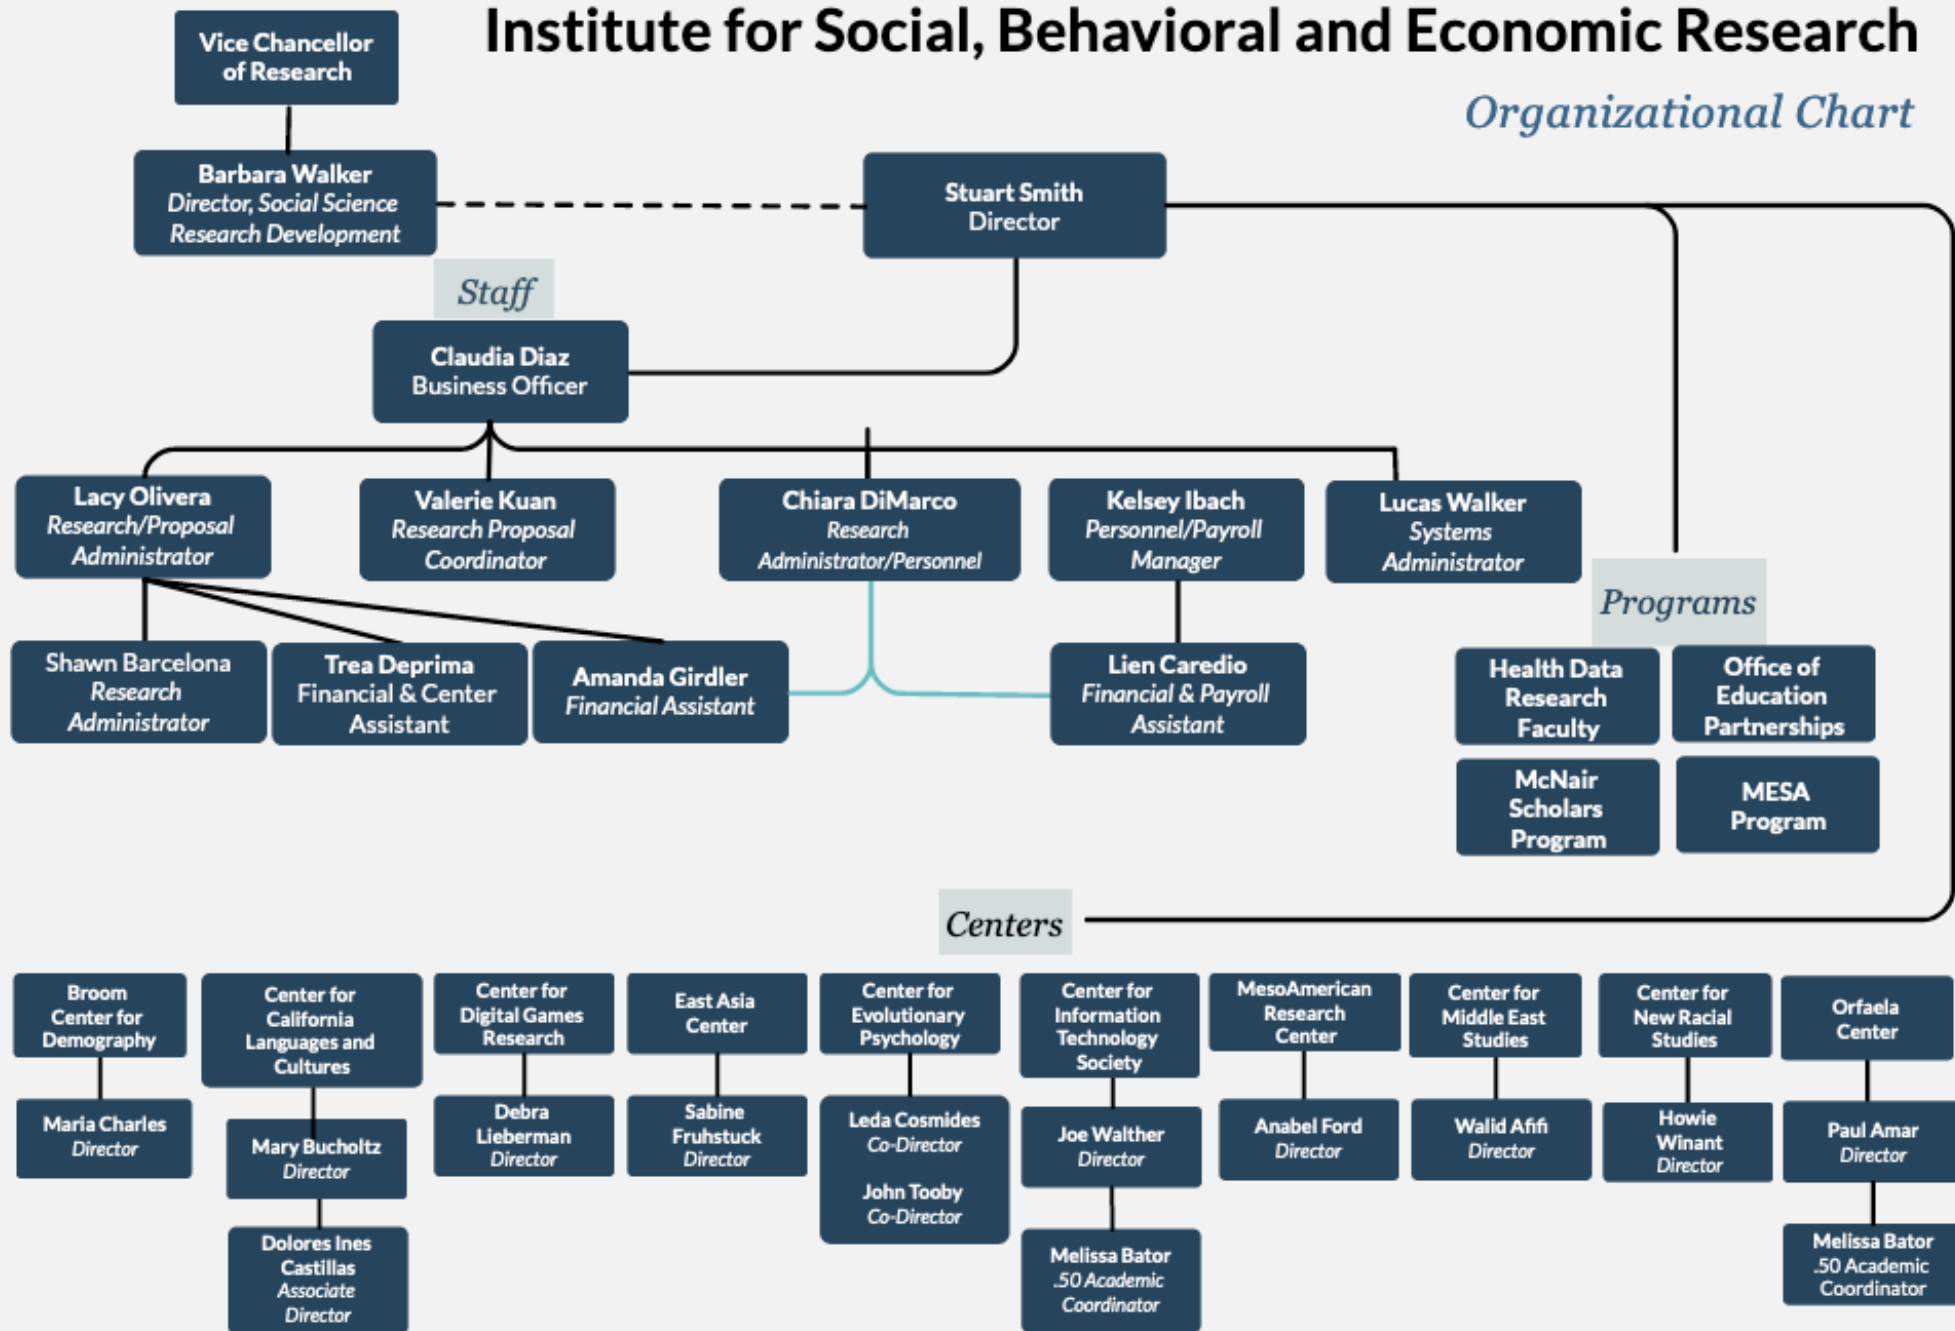 Institute for Social, Behavioral and Economic Research
Organizational Chart
Vice Chancellor
of Research
Barbara Walker
Director, Social Science
Research Development
Stuart Smith
Director
Staff
Claudia Diaz
Business Officer
Lacy Olivera
Research/Proposal
Administrator
Valerie Kuan
Research Proposal
Coordinator
Chiara DiMarco
Research
Administrator/Personnel
Kelsey Ibach
Personnel/Payroll
Manager
Lucas Walker
Systems
Administrator
Shawn Barcelona
Research
Administrator
Trea Deprima
Financial & Center
Assistant
Amanda Girdler
Financial Assistant
Lien Caredio
Financial & Payroll
Assistant
Programs
Health Data
Research
Faculty
Office of
Education
Partnerships
McNair
Scholars
Program
MESA
Program
Centers
Broom
Center for
Demography
Maria Charles
Director
Center for
California
Languages and
Cultures
Mary Bucholtz
Director
Dolores Ines
Castillas
Associate
Director
Center for
Digital Games
Research
Debra
Lieberman
Director
East Asia
Center
Sabine
Fruhstuck
Director
Center for
Evolutionary
Psychology
Leda Cosmides
Co-Director
John Tooby
Co-Director
Center for
Information
Technology
Society
Joe Walther
Director
Melissa Bator
.50 Academic
Coordinator
MesoAmerican
Research
Center
Anabel Ford
Director
Center for
Middle East
Studies
Walid Afifi
Director
Center for
New Racial
Studies
Howie
Winant
Director
Orfaela
Center
Paul Amar
Director
Melissa Bator
.50 Academic
Coordinator